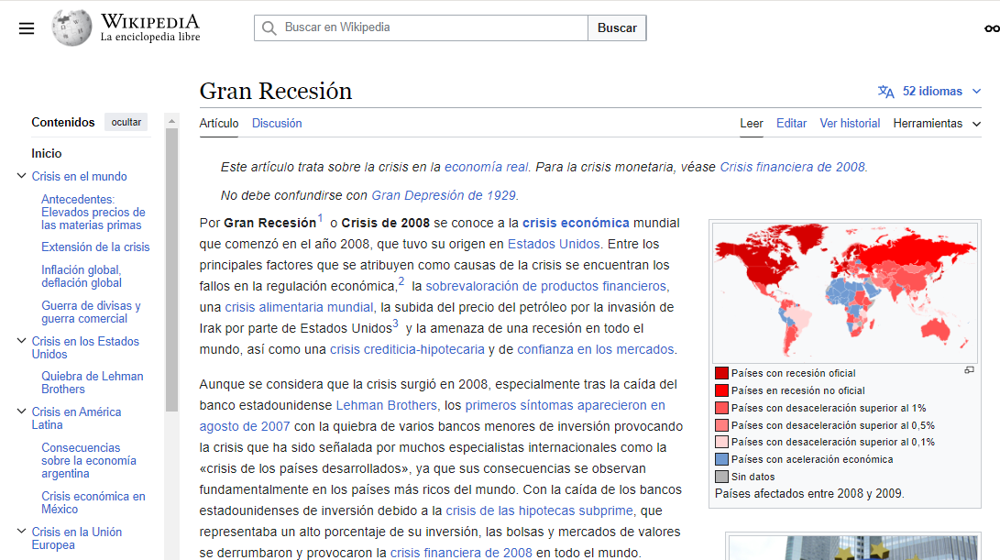 WIKIPEDIA
La enciclopedia libre
Buscar en Wikipedia
Buscar
Gran Recesión
52 idiomas
Contenidos ocultar
Artículo Discusión
Leer Editar Ver historial Herramientas
Inicio
Crisis en el mundo
Antecedentes:
Elevados precios de
las materias primas
Extensión de la crisis
Inflación global,
deflación global
Guerra de divisas y
guerra comercial
Crisis en los Estados
Unidos
Quiebra de Lehman
Brothers
Crisis en América
Latina
Consecuencias
sobre la economía
argentina
Crisis económica en
México
Crisis en la Unión
Europea
Este artículo trata sobre la crisis en la economía real. Para la crisis monetaria, véase Crisis financiera de 2008.
No debe confundirse con Gran Depresión de 1929.
Por Gran Recesión1 o Crisis de 2008 se conoce a la crisis económica mundial
que comenzó en el año 2008, que tuvo su origen en Estados Unidos. Entre los
principales factores que se atribuyen como causas de la crisis se encuentran los
fallos en la regulación económica,2 la sobrevaloración de productos financieros,
una crisis alimentaria mundial, la subida del precio del petróleo por la invasión de
Irak por parte de Estados Unidos3 y la amenaza de una recesión en todo el
mundo, así como una crisis crediticia-hipotecaria y de confianza en los mercados.
Aunque se considera que la crisis surgió en 2008, especialmente tras la caída del
banco estadounidense Lehman Brothers, los primeros síntomas aparecieron en
agosto de 2007 con la quiebra de varios bancos menores de inversión provocando
la crisis que ha sido señalada por muchos especialistas internacionales como la
«crisis de los países desarrollados», ya que sus consecuencias se observan
fundamentalmente en los países más ricos del mundo. Con la caída de los bancos
estadounidenses de inversión debido a la crisis de las hipotecas subprime, que
representaba un alto porcentaje de su inversión, las bolsas y mercados de valores
se derrumbaron y provocaron la crisis financiera de 2008 en todo el mundo.
Países con recesión oficial
Países en recesión no oficial
Países con desaceleración superior al 1%
Países con desaceleración superior al 0,5%
Países con desaceleración superior al 0,1%
Países con aceleración económica
Sin datos
Países afectados entre 2008 y 2009.